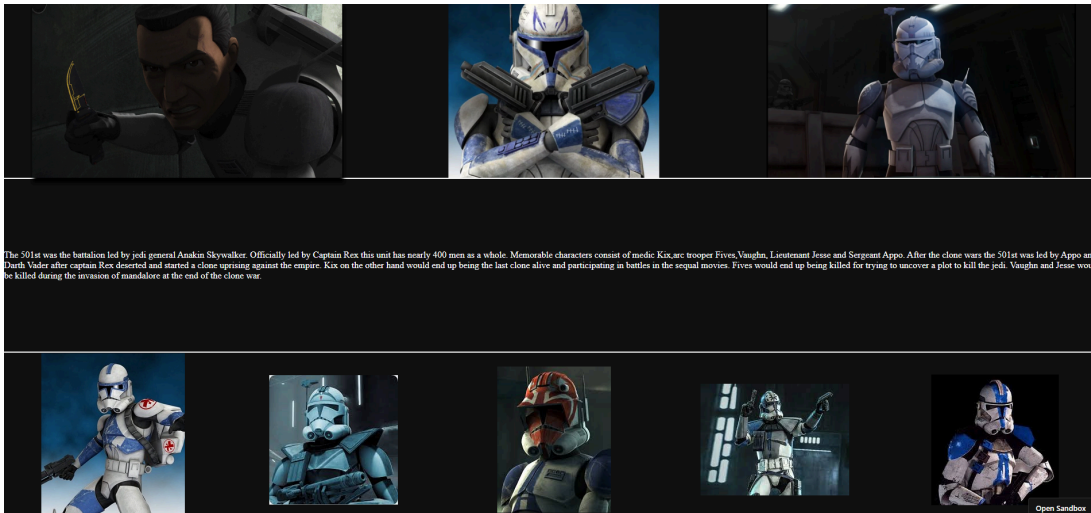 The 501st was the battalion led by jedi general Anakin Skywalker. Officially led by Captain Rex this unit has nearly 400 men as a whole. Memorable characters consist of medic Kix,arc trooper Fives,Vaughn, Lieutenant Jesse and Sergeant Appo. After the clone wars the 501st was led by Appo an
Darth Vader after captain Rex deserted and started a clone uprising against the empire. Kix on the other hand would end up being the last clone alive and participating in battles in the sequal movies. Fives would end up being killed for trying to uncover a plot to kill the jedi. Vaughn and Jesse wou
be killed during the invasion of mandalore at the end of the clone war.
Open Sandbox